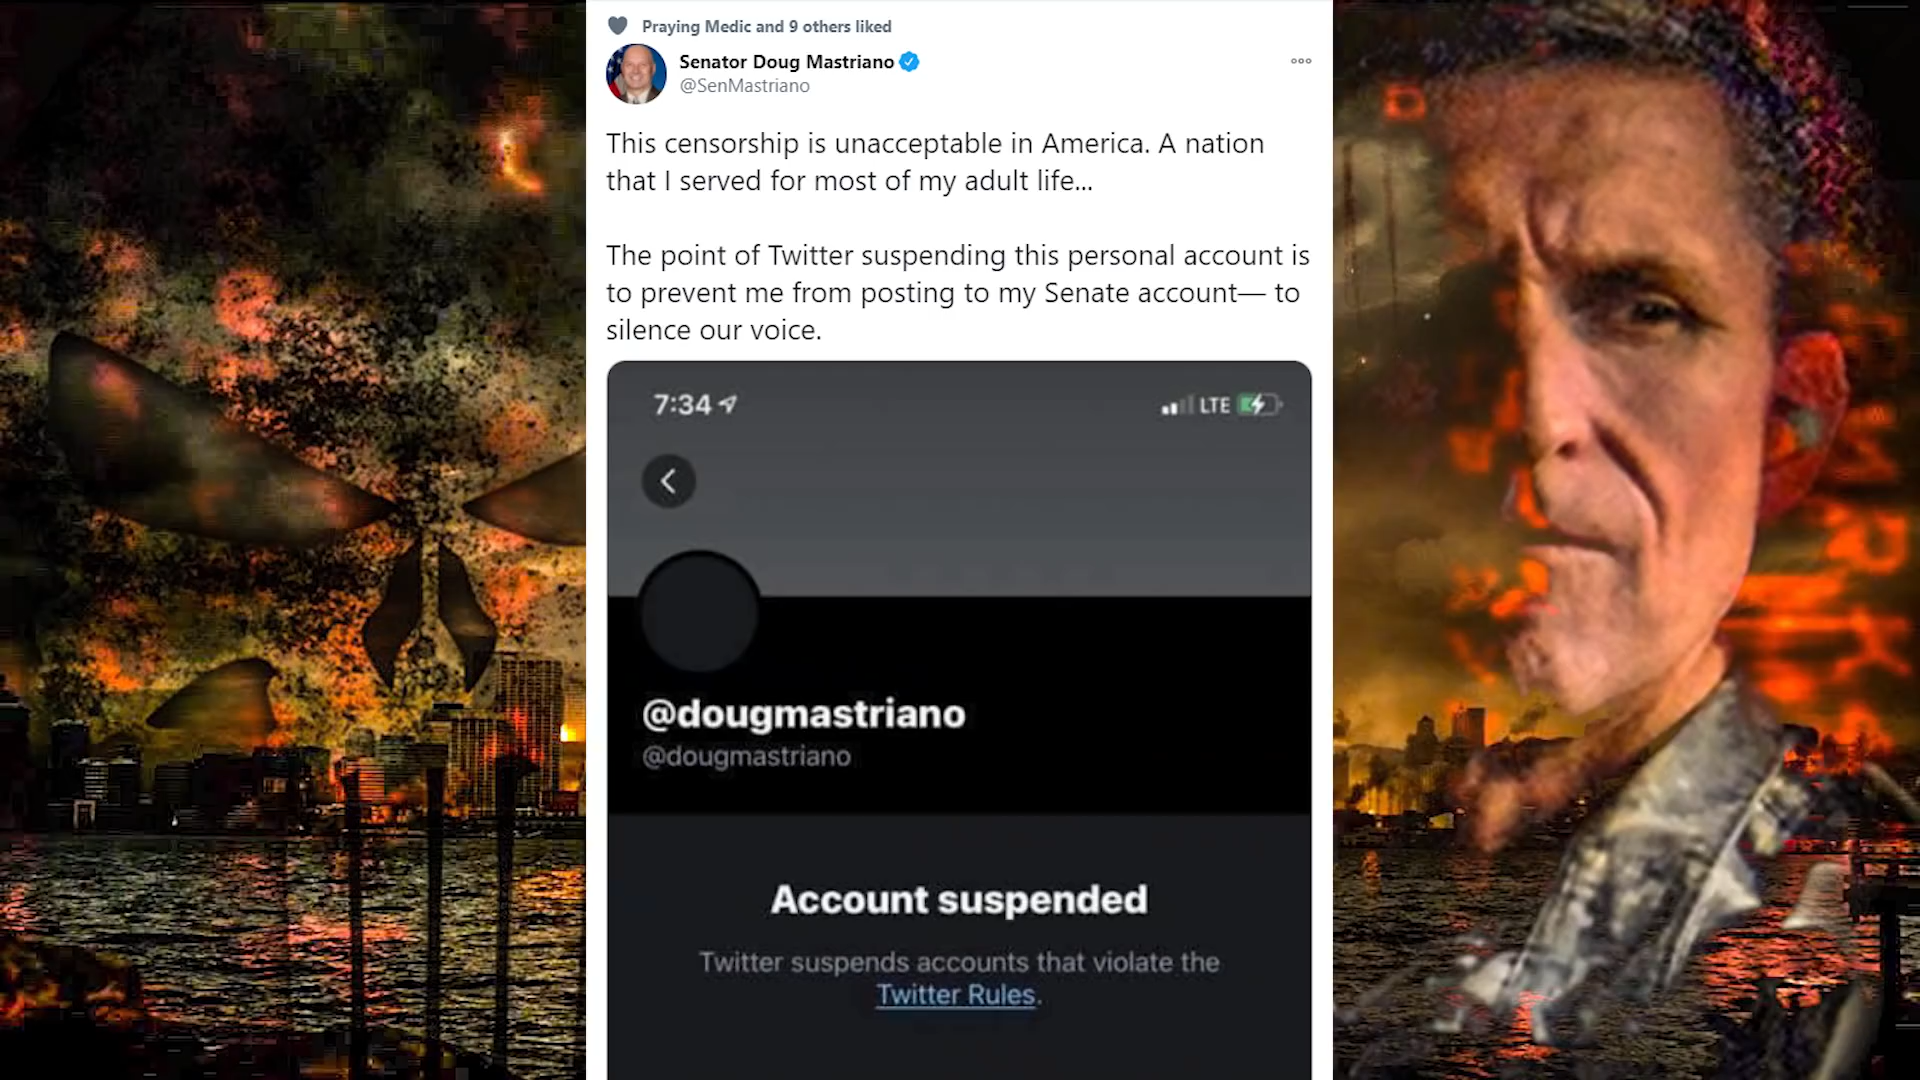 Praying Medic and 9 others liked
Senator Doug Mastriano
@SenMastriano
This censorship is unacceptable in America. A nation
that I served for most of my adult life...
The point of Twitter suspending this personal account is
to prevent me from posting to my Senate account— to
silence our voice.
7:34 LTE
@dougmastriano
@dougmastriano
Account suspended
Twitter suspends accounts that violate the
Twitter Rules.